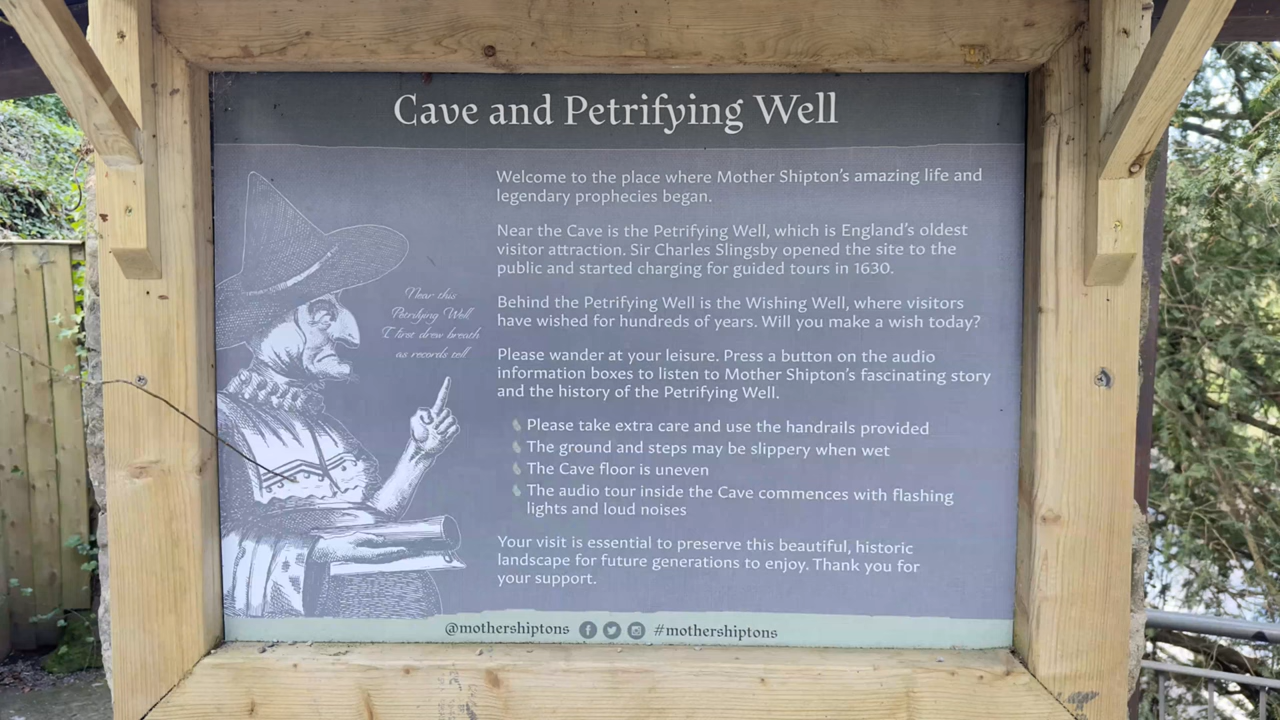 Cave and Petrifying Well
Welcome to the place where Mother Shipton's amazing life and
legendary prophecies began.
Near the Cave is the Petrifying Well, which is England's oldest
visitor attraction. Sir Charles Slingsby opened the site to the
public and started charging for guided tours in 1630.
Behind the Petrifying Well is the Wishing Well, where visitors
have wished for hundreds of years. Will you make a wish today?
Please wander at your leisure. Press a button on the audio
information boxes to listen to Mother Shipton's fascinating story
and the history of the Petrifying Well.
Please take extra care and use the handrails provided
The ground and steps may be slippery when wet
The Cave floor is uneven
The audio tour inside the Cave commences with flashing
lights and loud noises
Your visit is essential to preserve this beautiful, historic
landscape for future generations to enjoy. Thank you for
your support.
Near this
Petrifying Well
I first drew breath
as records tell
@mothershiptons #mothershiptons